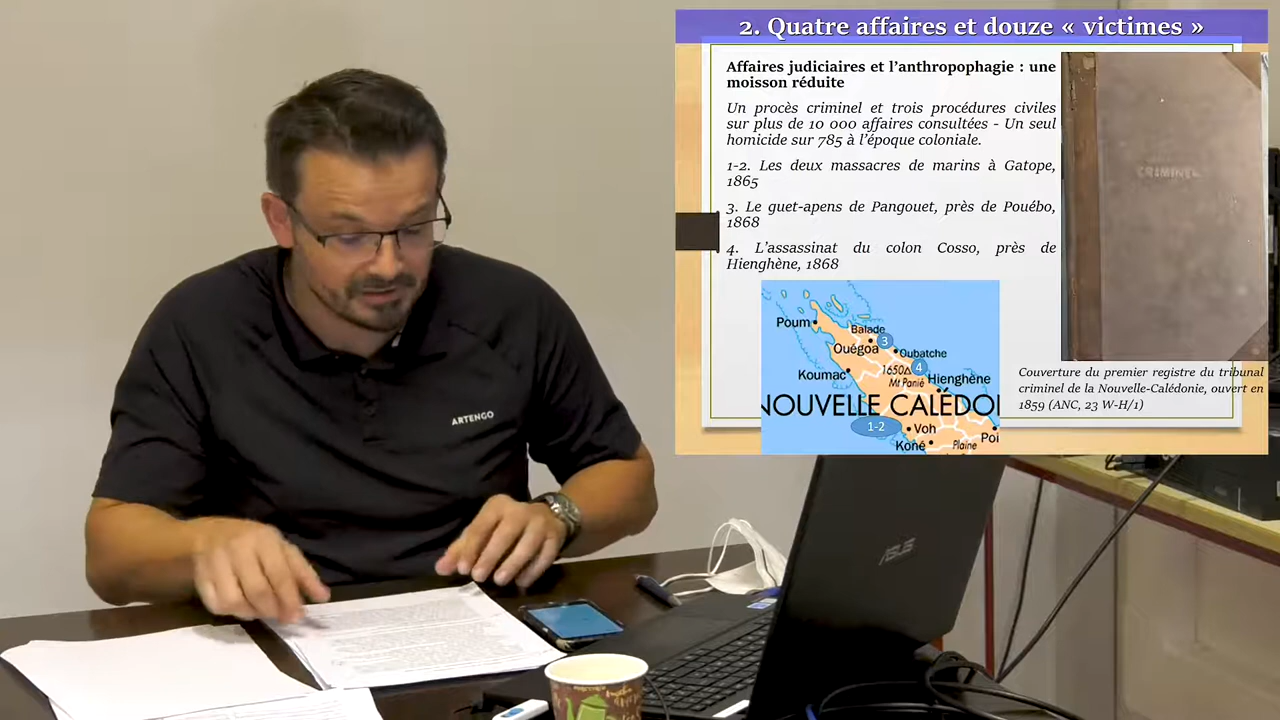 2. Quatre affaires et douze « victimes »
Affaires judiciaires et l’anthropophagie : une
moisson réduite
Un procès criminel et trois procédures civiles
sur plus de 10 000 affaires consultées - Un seul
homicide sur 785 à l’époque coloniale.
1-2. Les deux massacres de marins à Gatope,
1865
3. Le guet-apens de Pangouet, près de Pouébo,
1868
4. L’assassinat du colon Cosso, près de
Hienghène, 1868
CRIMINEL
Poum
Balade
3
Ouégoa
Oubatche
1650
4
Koumac
Mt Panié
Hienghène
NOUVELLE CALÉDOI
1-2
Voh
Poi
Koné
Plaine
Couverture du premier registre du tribunal
criminel de la Nouvelle-Calédonie, ouvert en
1859 (ANC, 23 W-H/1)
ARTENGO
ASUS